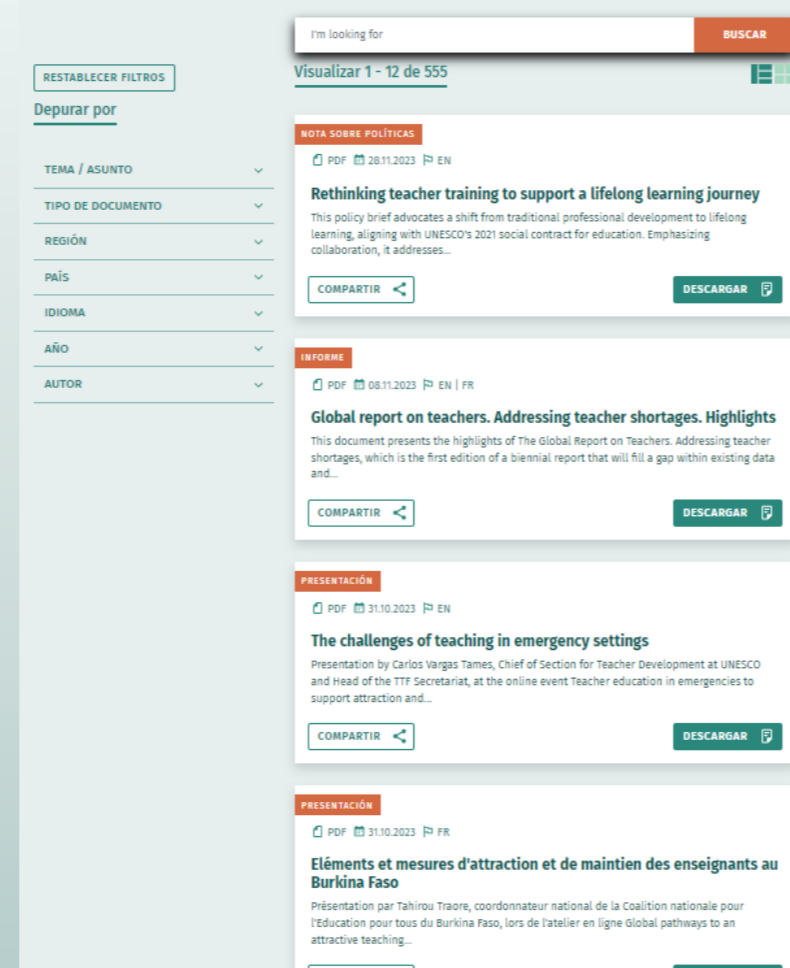 I'm looking for
BUSCAR
RESTABLECER FILTROS
Depurar por
TEMA / ASUNTO
TIPO DE DOCUMENTO
REGIÓN
PAÍS
IDIOMA
AÑO
AUTOR
Visualizar 1 - 12 de 555
NOTA SOBRE POLÍTICAS
PDF 28.11.2023 EN
Rethinking teacher training to support a lifelong learning journey
This policy brief advocates a shift from traditional professional development to lifelong
learning, aligning with UNESCO's 2021 social contract for education. Emphasizing
collaboration, it addresses...
COMPARTIR
DESCARGAR
INFORME
PDF 08.11.2023 EN | FR
Global report on teachers. Addressing teacher shortages. Highlights
This document presents the highlights of The Global Report on Teachers. Addressing teacher
shortages, which is the first edition of a biennial report that will fill a gap within existing data
and...
COMPARTIR
DESCARGAR
PRESENTACIÓN
PDF 31.10.2023 EN
The challenges of teaching in emergency settings
Presentation by Carlos Vargas Tames, Chief of Section for Teacher Development at UNESCO
and Head of the TTF Secretariat, at the online event Teacher education in emergencies to
support attraction and...
COMPARTIR
DESCARGAR
PRESENTACIÓN
PDF 31.10.2023 FR
Eléments et mesures d'attraction et de maintien des enseignants au
Burkina Faso
Présentation par Tahirou Traore, coordonnateur national de la Coalition nationale pour
l'Education pour tous du Burkina Faso, lors de l'atelier en ligne Global pathways to an
attractive teaching...